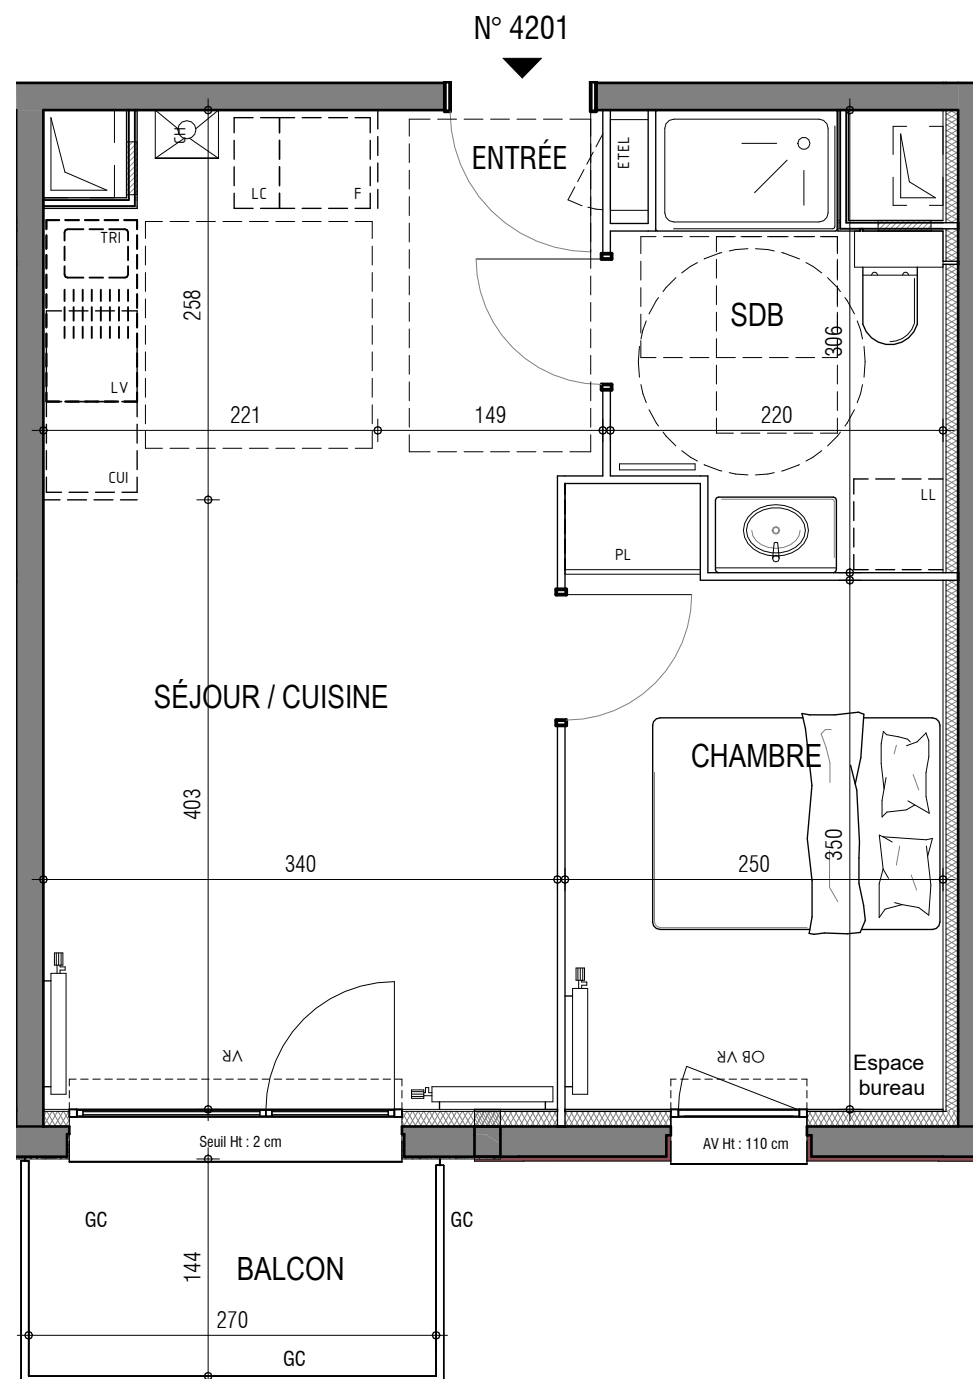 N° 4201
CH
ENTRÉE
ETEL
LC
F
TRI
258
SDB
306
LV
221
149
220
CUI
LL
PL
SÉJOUR / CUISINE
CHAMBRE
403
350
340
250
VR
OB VR
Espace
bureau
Seuil Ht : 2 cm
AV Ht : 110 cm
GC
GC
144
BALCON
270
GC